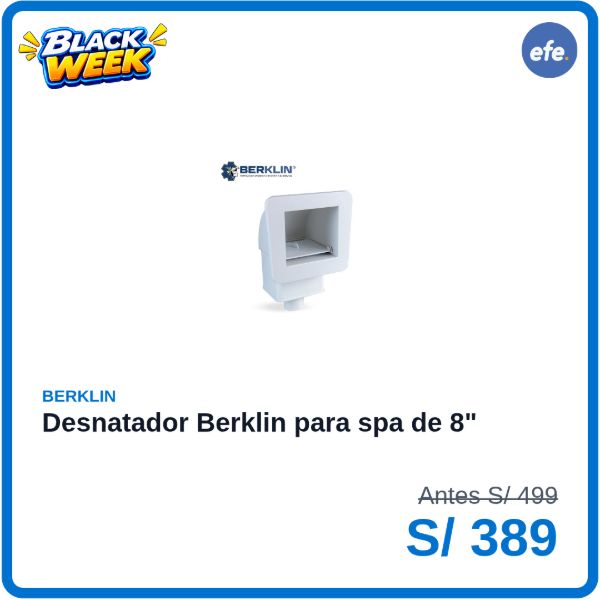 BLACK
WEEK
efe.
BERKLIN®
BERKLIN
Desnatador Berklin para spa de 8"
Antes S/ 499
S/ 389